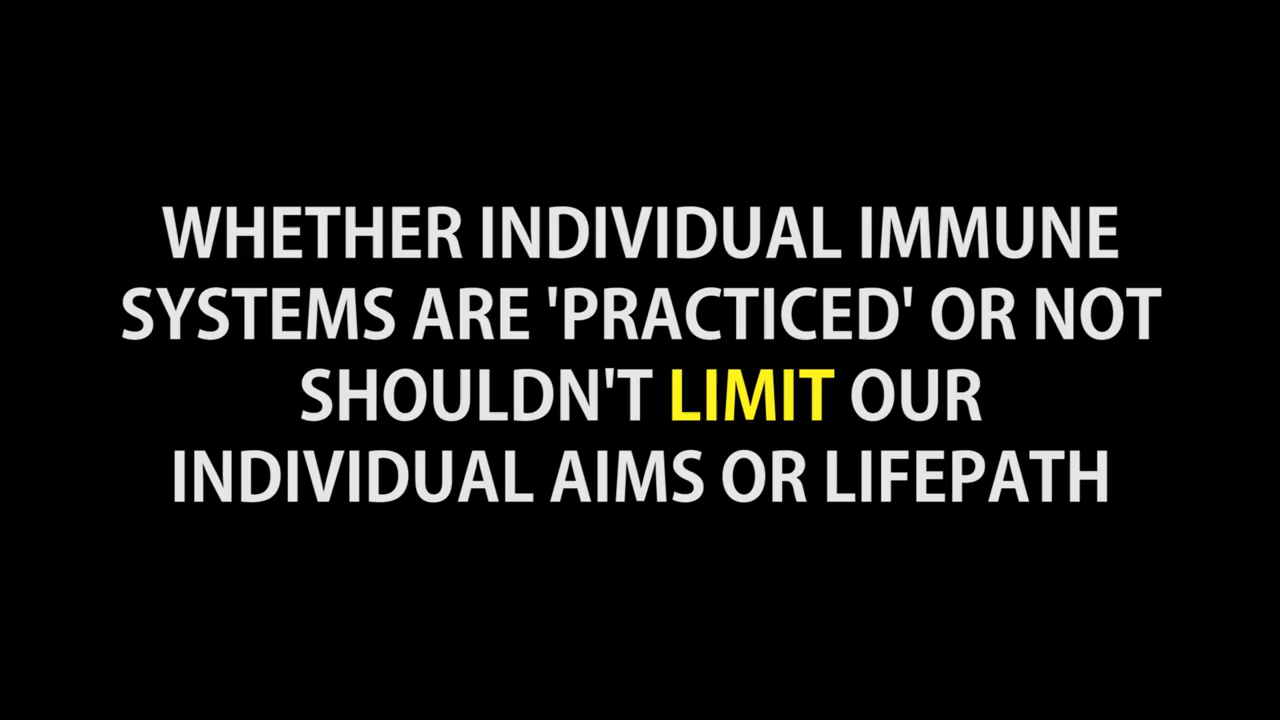 WHETHER INDIVIDUAL IMMUNE
SYSTEMS ARE 'PRACTICED' OR NOT
SHOULDN'T LIMIT OUR
INDIVIDUAL AIMS OR LIFEPATH